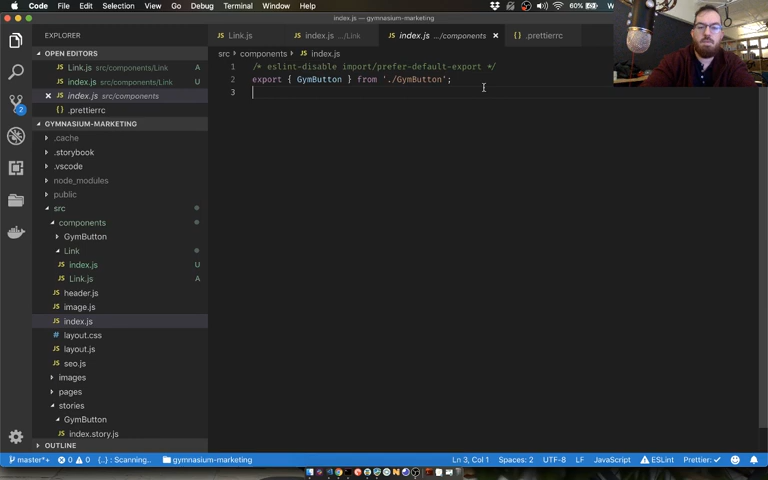 Code File Edit Selection View Go Debug Terminal Window Help 60%
index.js — gymnasium-marketing
EXPLORER
OPEN EDITORS
Link.js src/components/Link A
index.js src/components/Link U
index.js src/components
.prettierrc
GYMNASIUM-MARKETING
.cache
.storybook
.vscode
node_modules
public
src
components
GymButton
Link
index.js U
Link.js A
header.js
image.js
index.js
layout.css
layout.js
seo.js
images
pages
stories
GymButton
index.story.js
OUTLINE
Link.js index.js .../Link index.js .../components .prettierrc
src components index.js
1 /* eslint-disable import/prefer-default-export */
2 export { GymButton } from './GymButton';
3
2
master*+ 0 0 {..} : Scanning... gymnasium-marketing Ln 3, Col 1 Spaces: 2 UTF-8 LF JavaScript ESLint Prettier: ✓